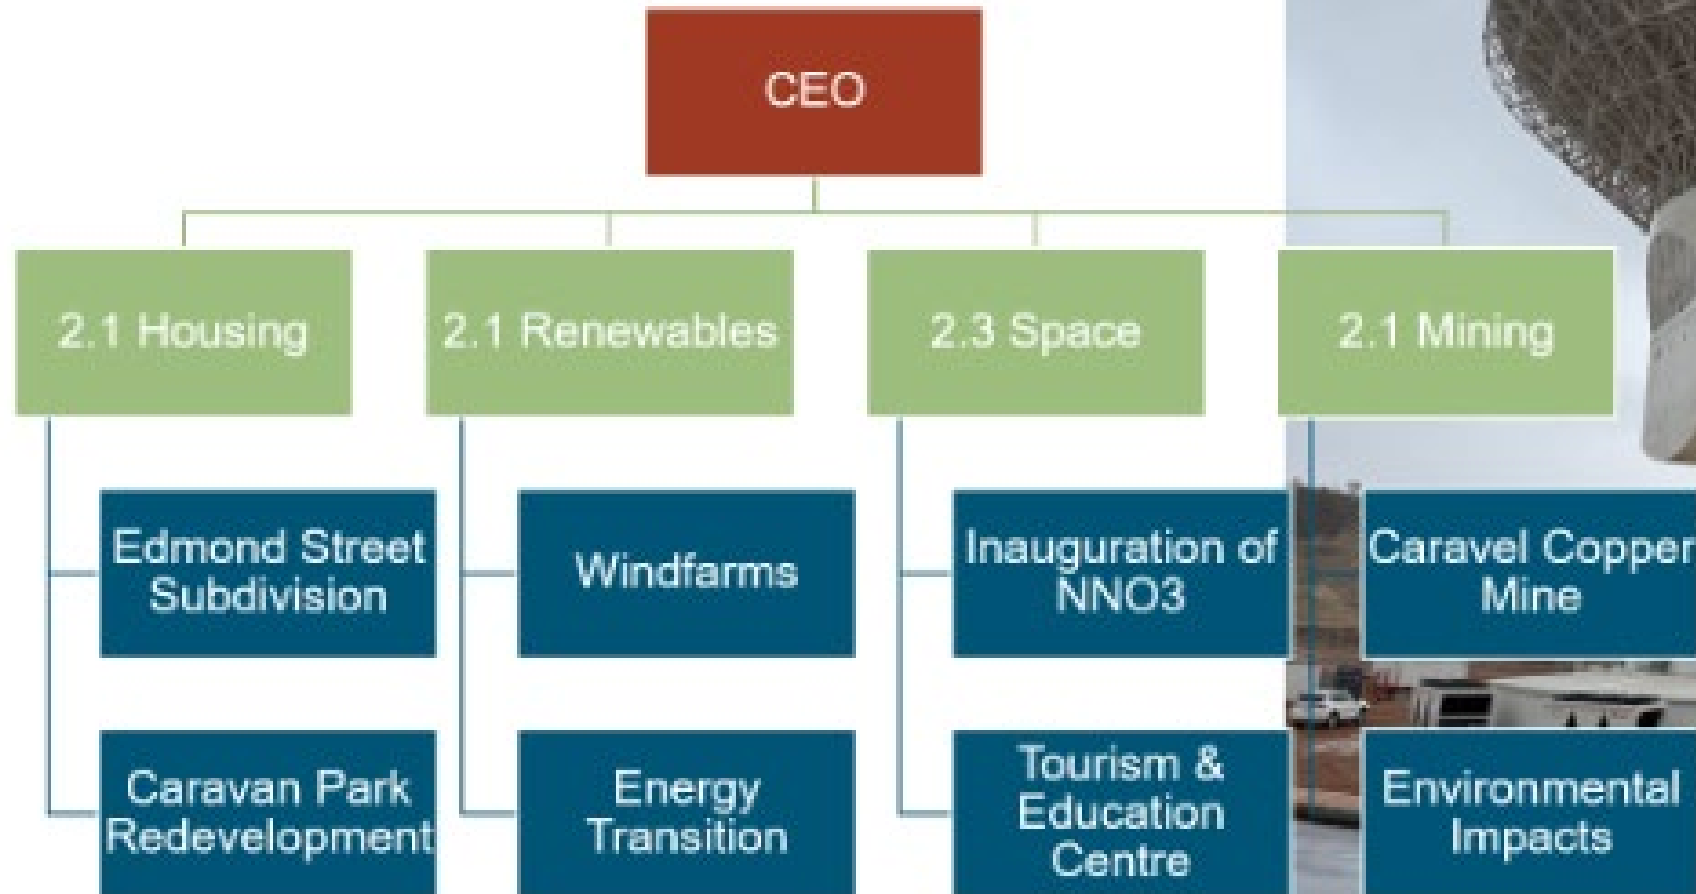 CEO
2.1 Housing
2.1 Renewables
2.3 Space
2.1 Mining
Edmond Street
Subdivision
Windfarms
Inauguration of
NNO3
Caravel Copper
Mine
Caravan Park
Redevelopment
Energy
Transition
Tourism &
Education
Centre
Environmental
Impacts